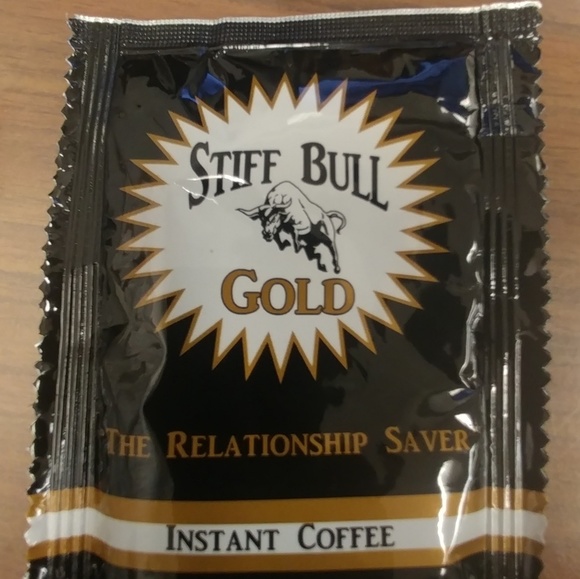 STIFF BULL
GOLD
THE RELATIONSHIP SAVER
INSTANT COFFEE